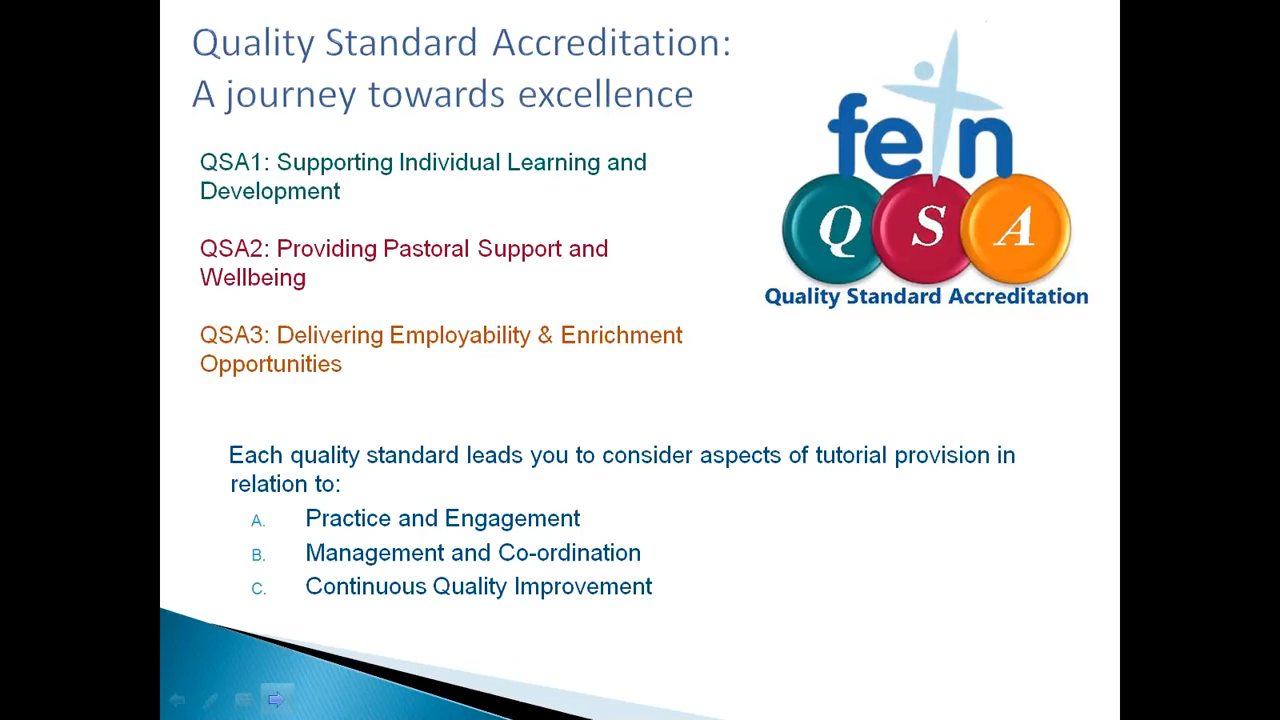 Quality Standard Accreditation:
A journey towards excellence
fetn
Q S A
Quality Standard Accreditation
QSA1: Supporting Individual Learning and
Development
QSA2: Providing Pastoral Support and
Wellbeing
QSA3: Delivering Employability & Enrichment
Opportunities
Each quality standard leads you to consider aspects of tutorial provision in
relation to:
A. Practice and Engagement
B. Management and Co-ordination
C. Continuous Quality Improvement